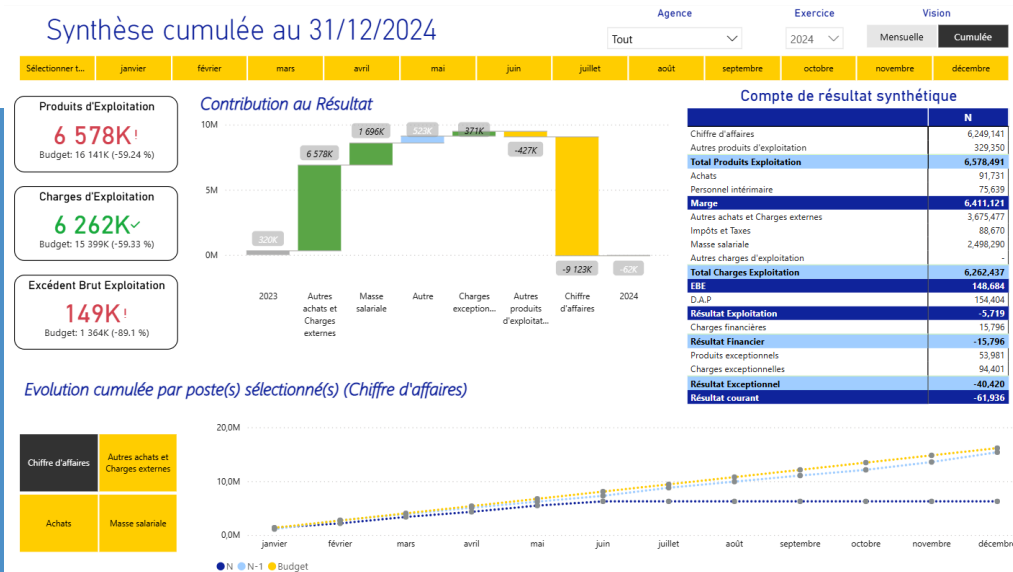 Synthèse cumulée au 31/12/2024
Agence
Tout
Exercice
2024
Vision
Mensuelle
Cumulée
Sélectionner t...
janvier
février
mars
avril
mai
juin
juillet
août
septembre
octobre
novembre
décembre
Produits d'Exploitation
6 578K!
Budget: 16 141K (-59.24 %)
Charges d'Exploitation
6 262K✓
Budget: 15 399K (-59.33 %)
Excédent Brut Exploitation
149K!
Budget: 1 364K (-89.1 %)
Contribution au Résultat
10M
5M
0M
320K
6 578K
1 696K
523K
371K
-427K
-9 123K
-62K
2023
Autres
achats et
Charges
externes
Masse
salariale
Autre
Charges
exception...
Autres
produits
d'exploitat...
Chiffre
d'affaires
2024
Compte de résultat synthétique
N
Chiffre d'affaires 6,249,141
Autres produits d'exploitation 329,350
Total Produits Exploitation 6,578,491
Achats 91,731
Personnel intérimaire 75,639
Marge 6,411,121
Autres achats et Charges externes 3,675,477
Impôts et Taxes 88,670
Masse salariale 2,498,290
Autres charges d'exploitation -
Total Charges Exploitation 6,262,437
EBE 148,684
D.A.P 154,404
Résultat Exploitation -5,719
Charges financières 15,796
Résultat Financier -15,796
Produits exceptionnels 53,981
Charges exceptionnelles 94,401
Résultat Exceptionnel -40,420
Résultat courant -61,936
Evolution cumulée par poste(s) sélectionné(s) (Chiffre d'affaires)
Chiffre d'affaires
Autres achats et
Charges externes
Achats
Masse salariale
20,0M
10,0M
0,0M
janvier
février
mars
avril
mai
juin
juillet
août
septembre
octobre
novembre
décembre
N N-1 Budget